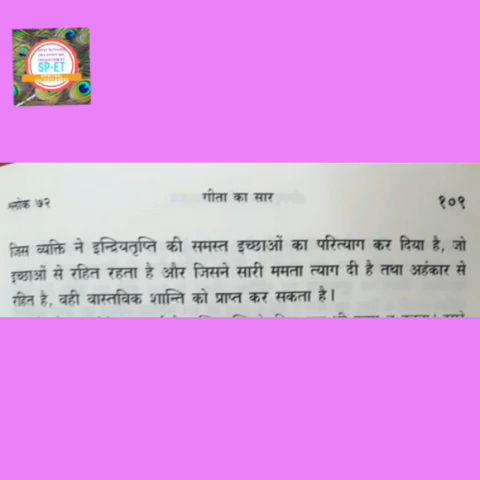 SP-ET
श्लोक ७२
गीता का सार
१०९
जिस व्यक्ति ने इन्द्रियतृप्ति की समस्त इच्छाओं का परित्याग कर दिया है, जो
इच्छाओं से रहित रहता है और जिसने सारी ममता त्याग दी है तथा अहंकार से
रहित है, वही वास्तविक शान्ति को प्राप्त कर सकता है।